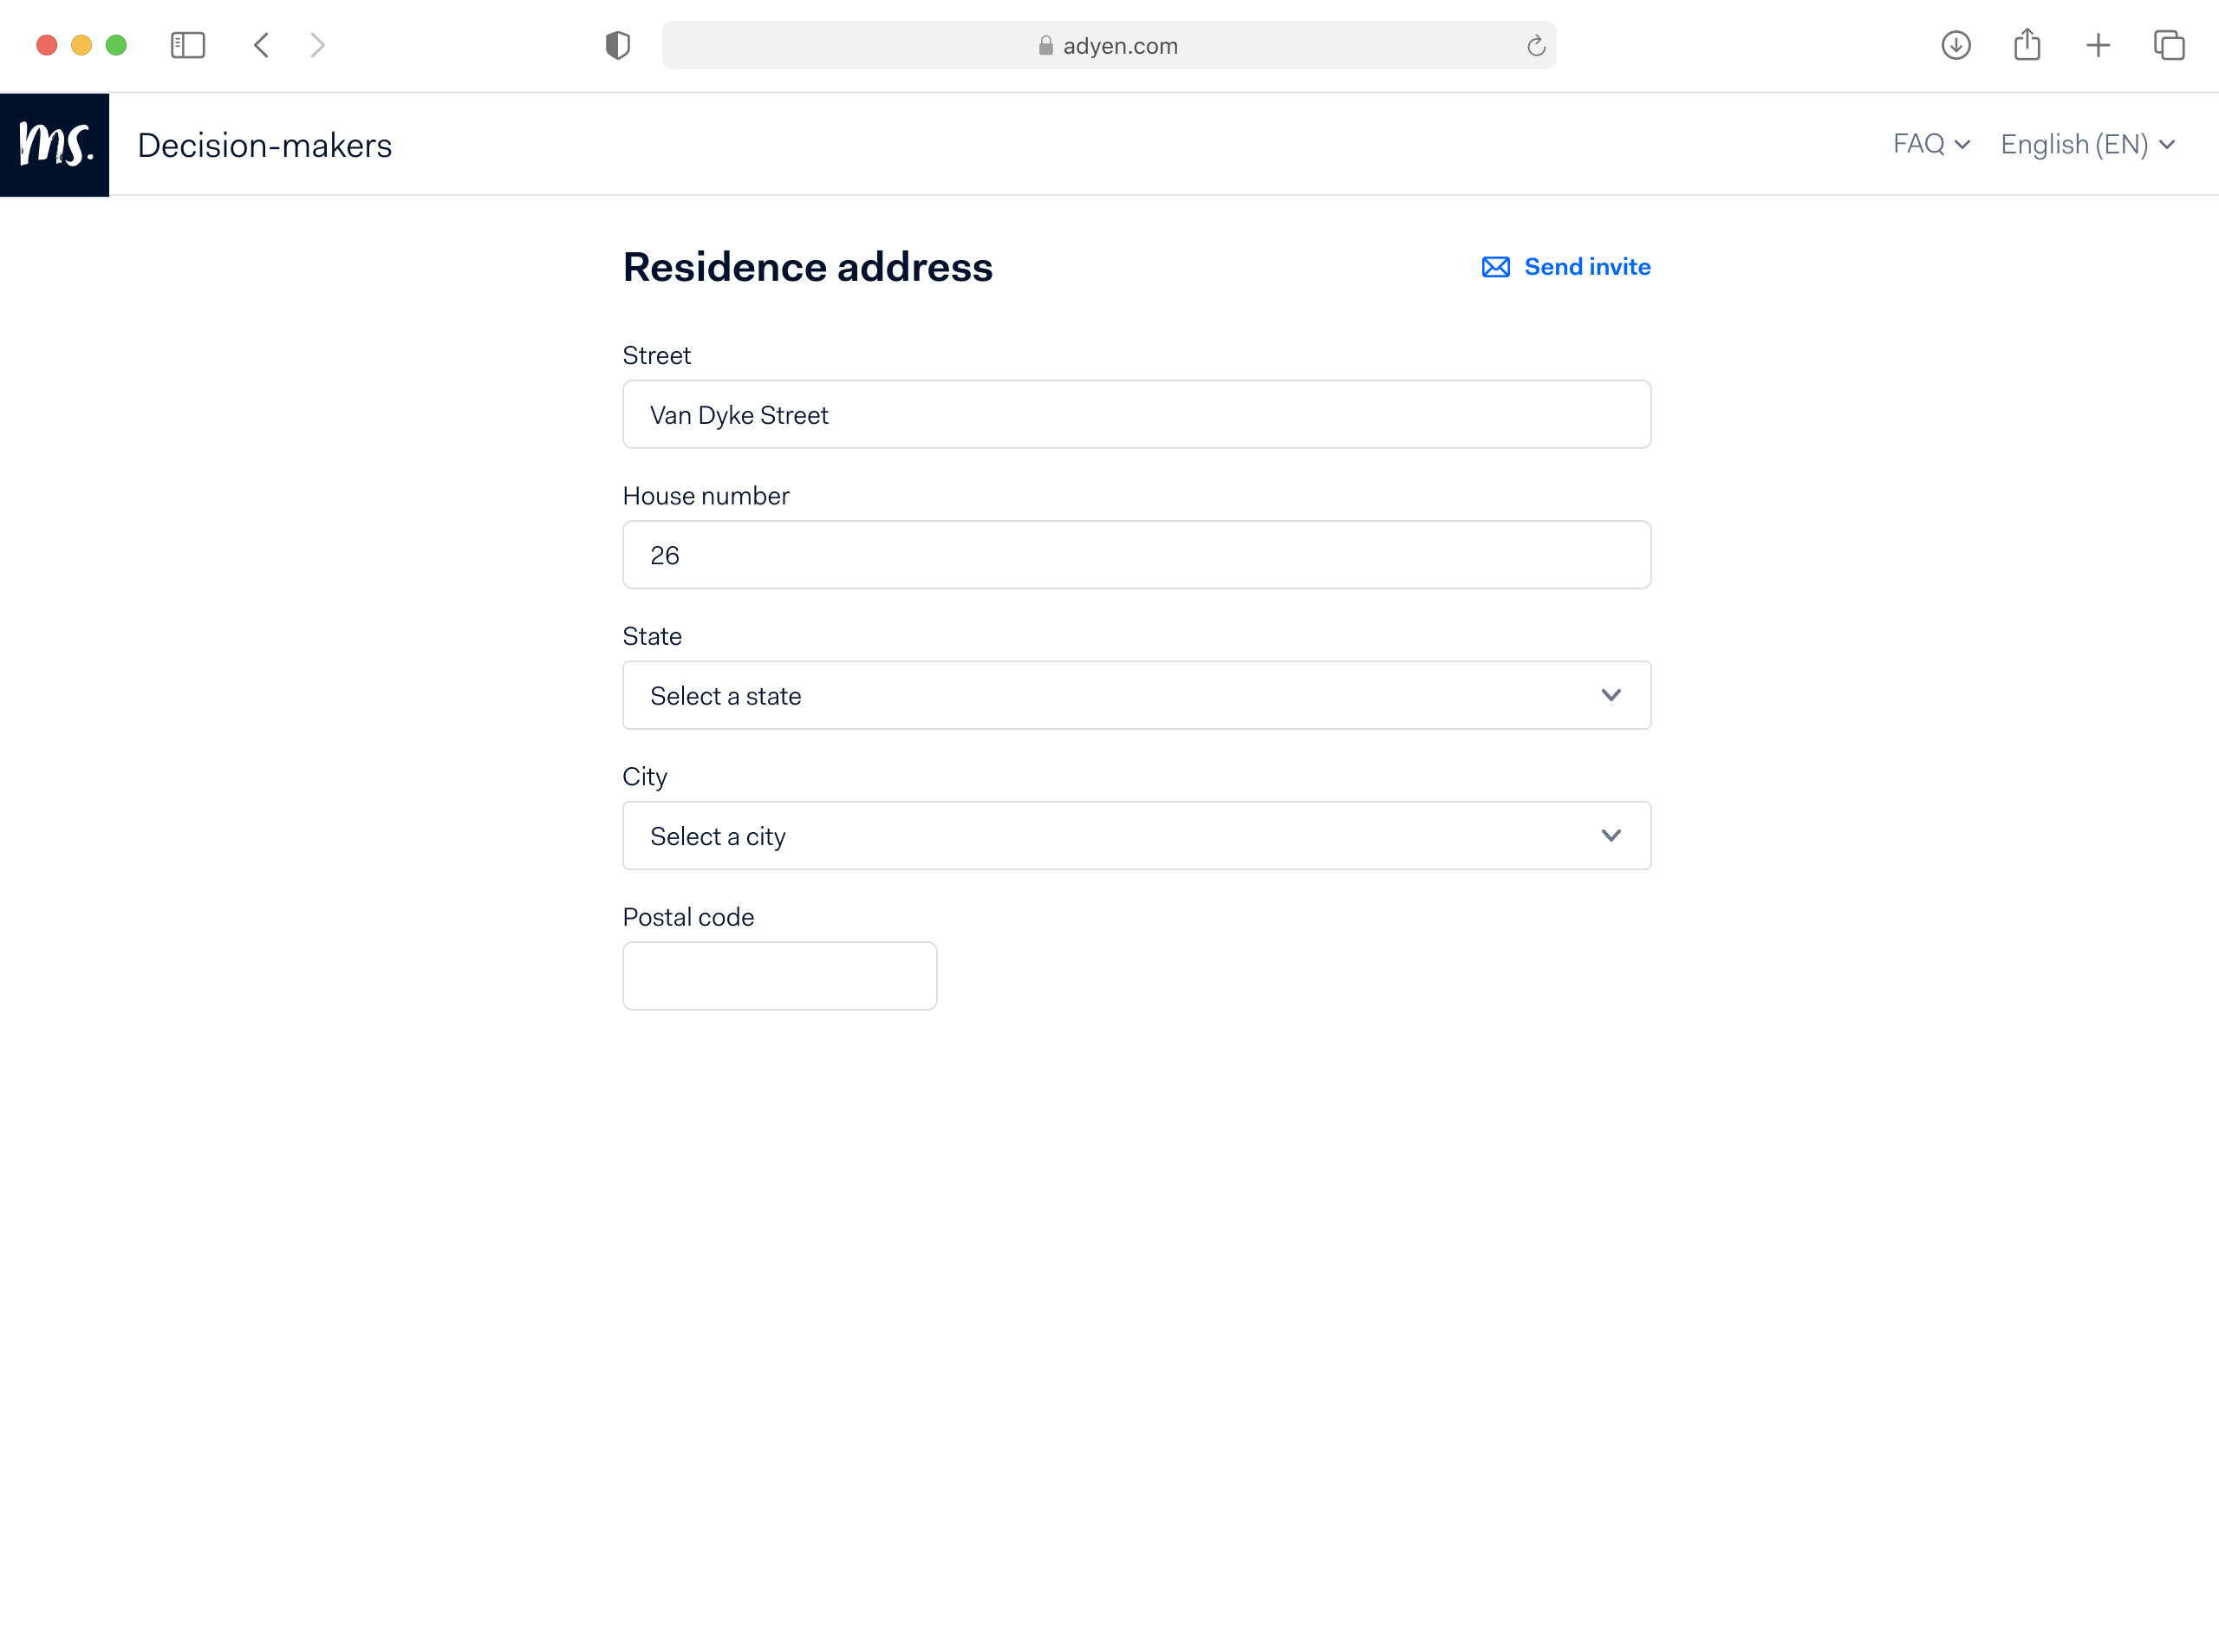 adyen.com
ms.
Decision-makers
FAQ
English (EN)
Residence address
Send invite
Street
Van Dyke Street
House number
26
State
Select a state
City
Select a city
Postal code